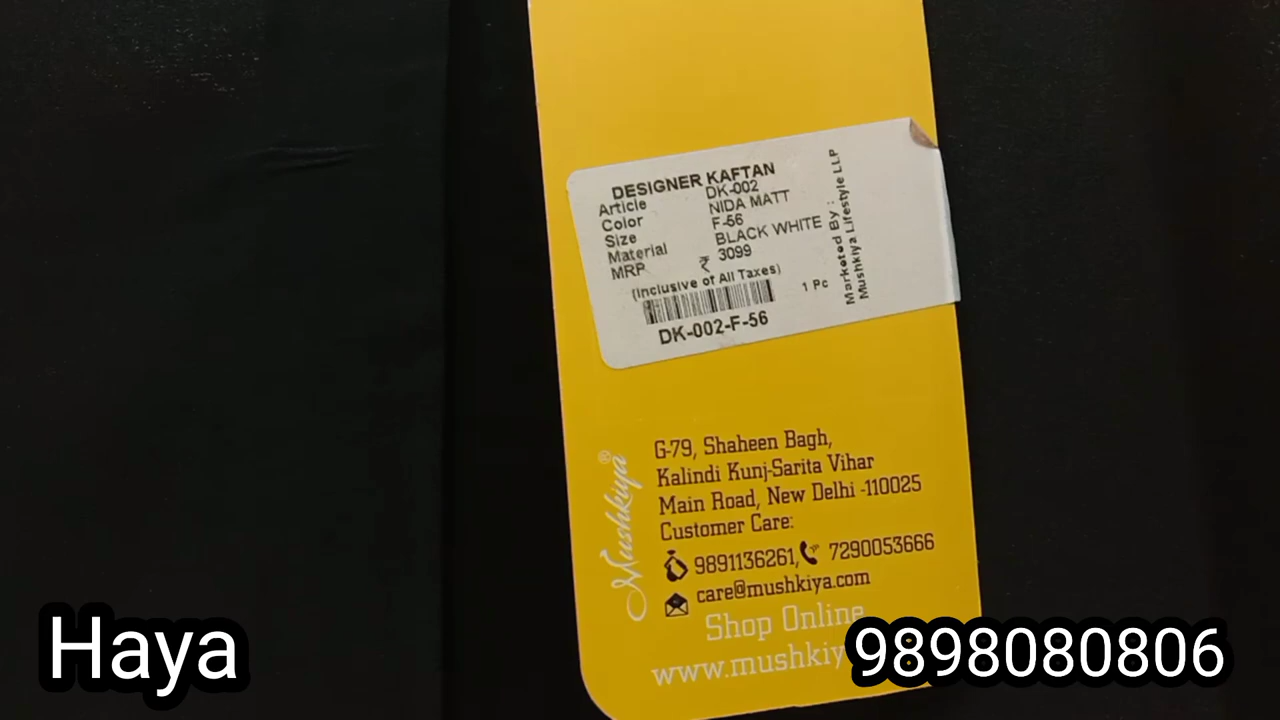 DESIGNER KAFTAN
Article DK-002
Color NIDA MATT
Size F-56
Material BLACK WHITE
MRP ₹ 3099
(Inclusive of All Taxes)
1 Pc
DK-002-F-56
Marketed By :
Mushkiya Lifestyle LLP
Mushkiya®
G-79, Shaheen Bagh,
Kalindi Kunj-Sarita Vihar
Main Road, New Delhi -110025
Customer Care:
9891136261, 7290053666
care@mushkiya.com
Shop Online
Haya
9898080806